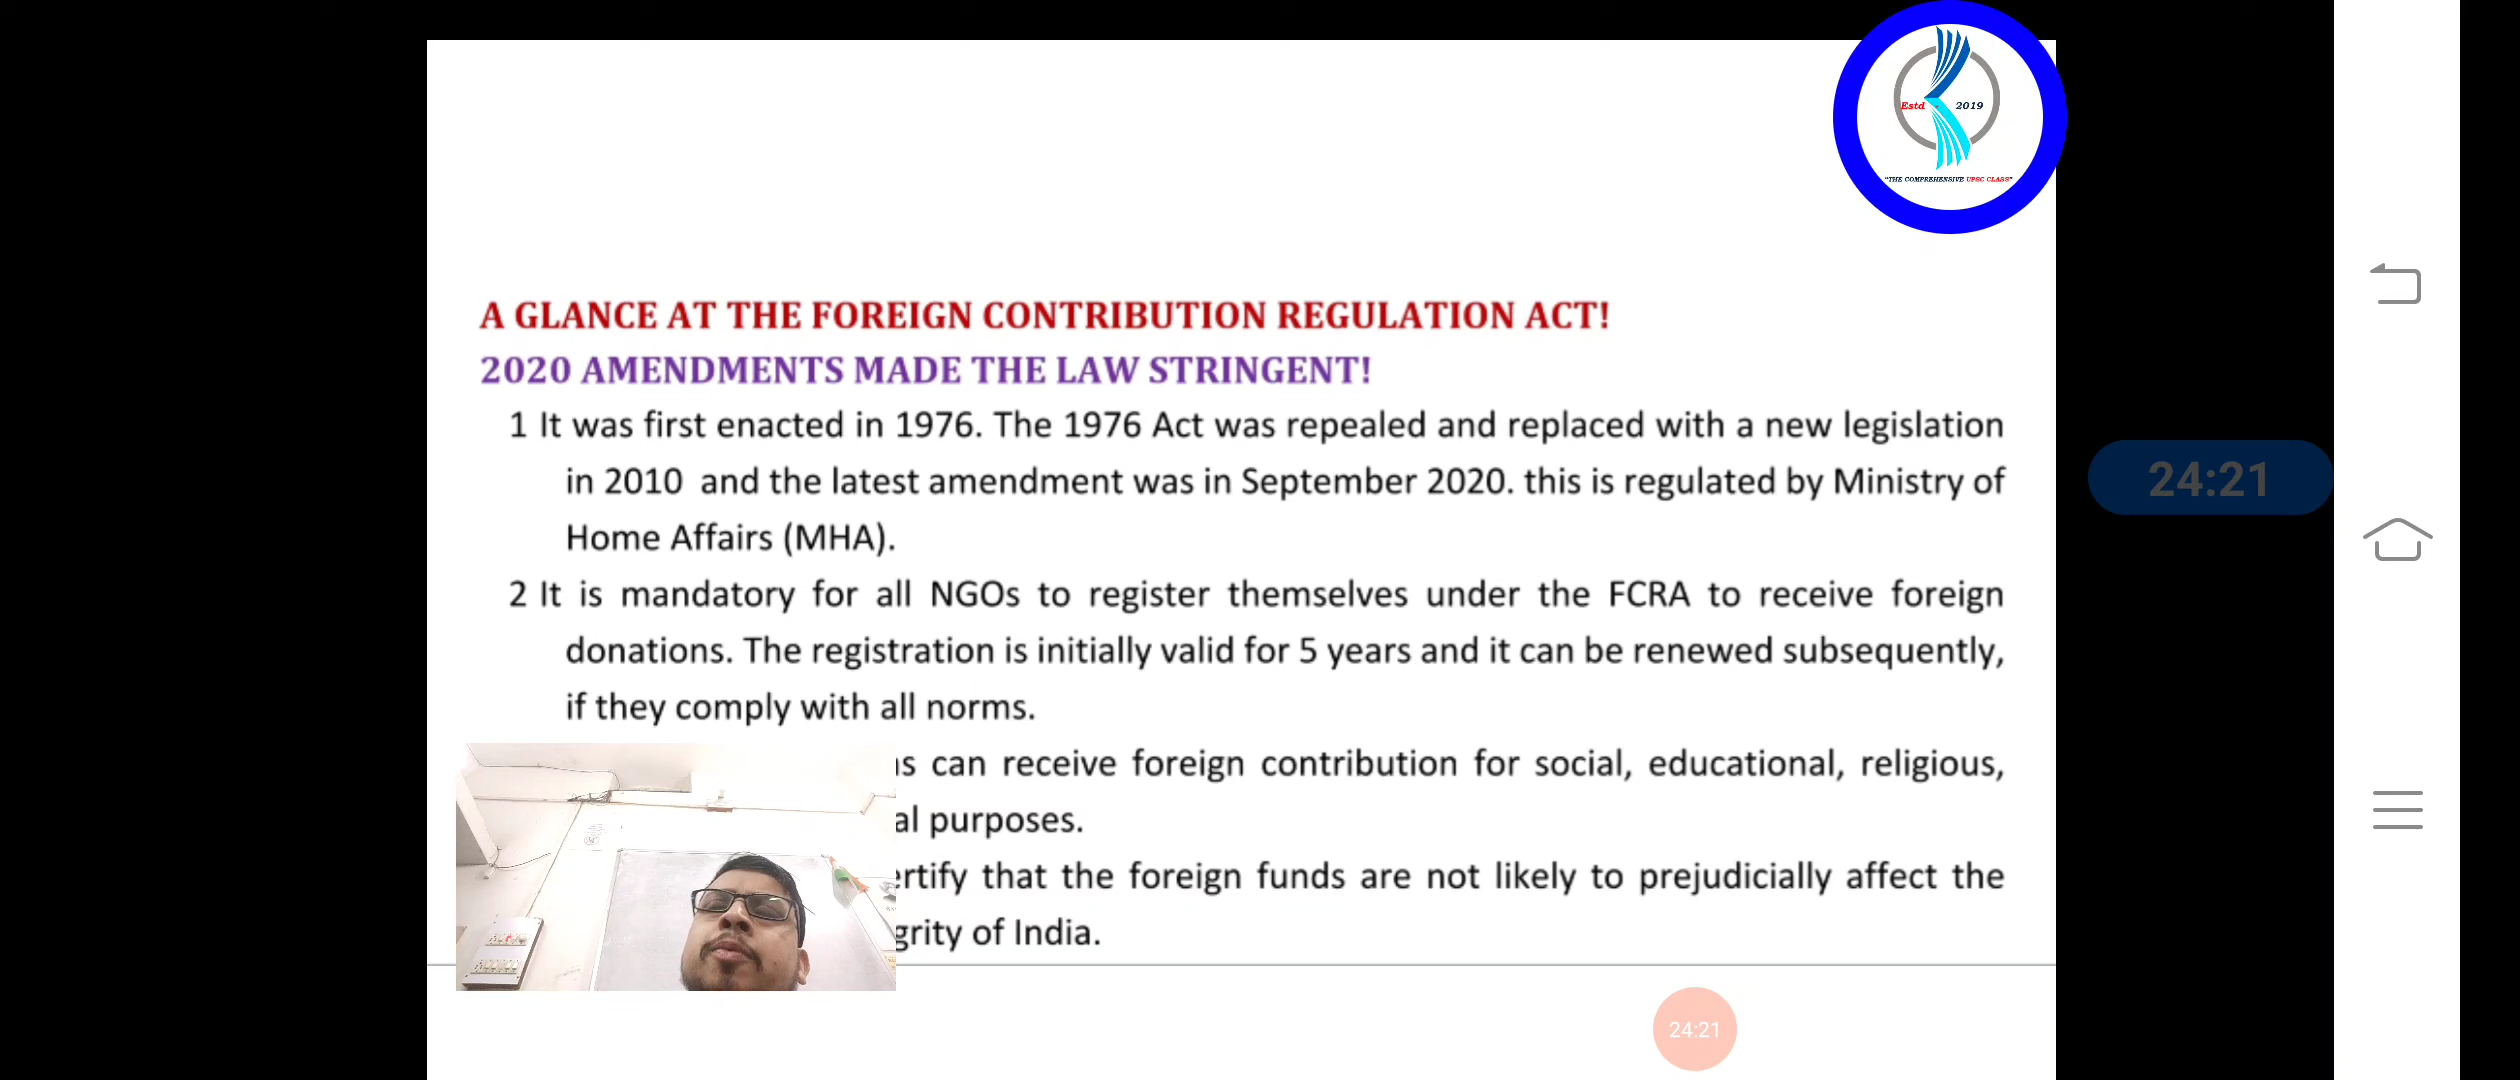 Estd 2019
"THE COMPREHENSIVE UPSC CLASS"
A GLANCE AT THE FOREIGN CONTRIBUTION REGULATION ACT!
2020 AMENDMENTS MADE THE LAW STRINGENT!
1 It was first enacted in 1976. The 1976 Act was repealed and replaced with a new legislation
in 2010 and the latest amendment was in September 2020. this is regulated by Ministry of
Home Affairs (MHA).
24:21
2 It is mandatory for all NGOs to register themselves under the FCRA to receive foreign
donations. The registration is initially valid for 5 years and it can be renewed subsequently,
if they comply with all norms.
can receive foreign contribution for social, educational, religious,
purposes.
that the foreign funds are not likely to prejudicially affect the
of India.
24:21